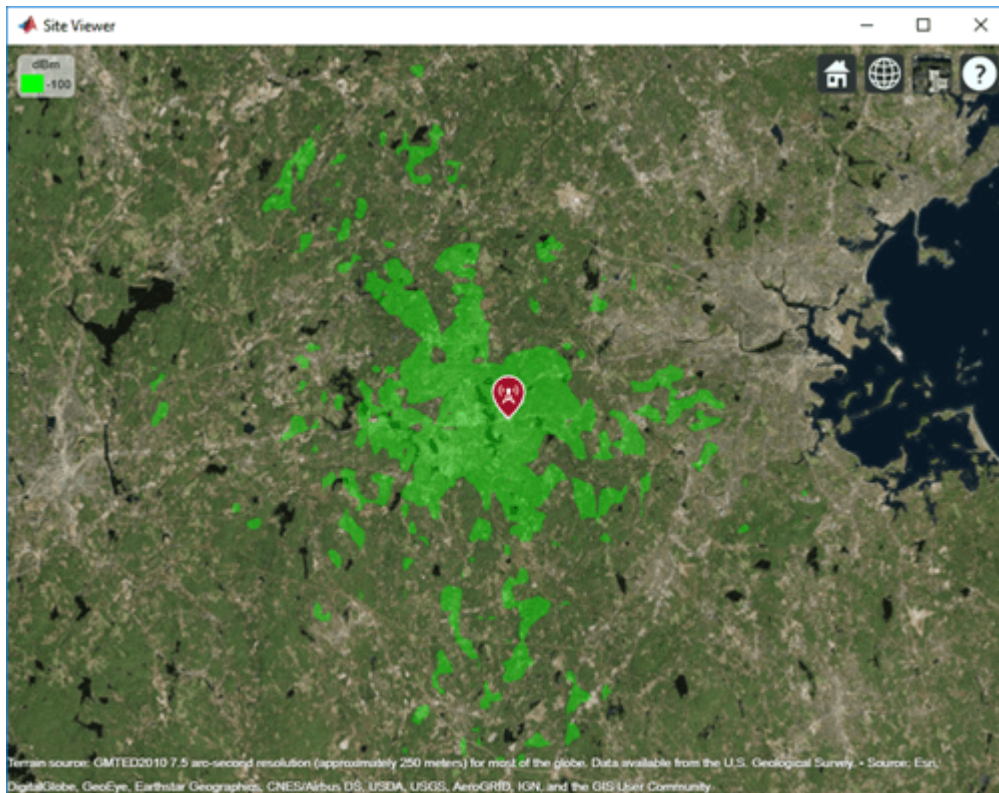 Site Viewer
dBm
-100
?
Terrain source: GMTED2010 7.5 arc-second resolution (approximately 250 meters) for most of the globe. Data available from the U.S. Geological Survey. • Source: Esri,
DigitalGlobe, GeoEye, Earthstar Geographics, CNES/Airbus DS, USDA, USGS, AeroGRID, IGN, and the GIS User Community